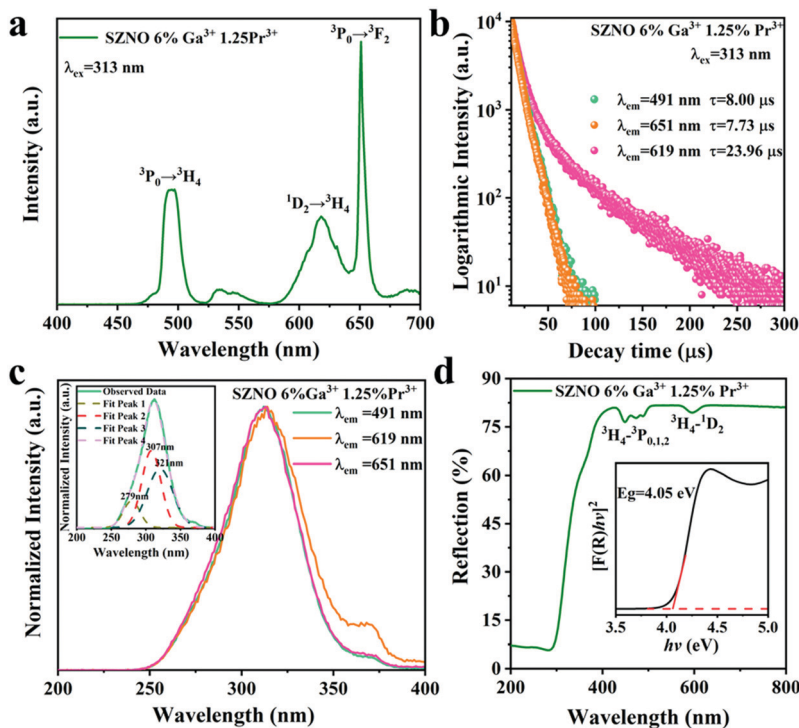 a
SZNO 6% Ga³⁺ 1.25Pr³⁺
λex=313 nm
³P₀→³F₂
³P₀→³H₄
¹D₂→³H₄
Intensity (a.u.)
400 450 500 550 600 650 700
Wavelength (nm)
b
SZNO 6% Ga³⁺ 1.25% Pr³⁺
λex=313 nm
λem=491 nm τ=8.00 μs
λem=651 nm τ=7.73 μs
λem=619 nm τ=23.96 μs
Logarithmic Intensity (a.u.)
10⁴
10³
10²
10¹
50 100 150 200 250 300
Decay time (μs)
c
SZNO 6%Ga³⁺ 1.25%Pr³⁺
λem=491 nm
λem=619 nm
λem=651 nm
Normalized Intensity (a.u.)
Observed Data
Fit Peak 1
Fit Peak 2
Fit Peak 3
Fit Peak 4
307nm
321nm
279nm
Normalized Intensity (a.u.)
200 250 300 350 400
Wavelength (nm)
200 250 300 350 400
Wavelength (nm)
d
SZNO 6% Ga³⁺ 1.25% Pr³⁺
³H₄-³P₀,₁,₂
³H₄-¹D₂
Reflection (%)
90
75
60
45
30
15
0
Eg=4.05 eV
[F(R)hν]²
3.5 4.0 4.5 5.0
hν (eV)
200 400 600 800
Wavelength (nm)